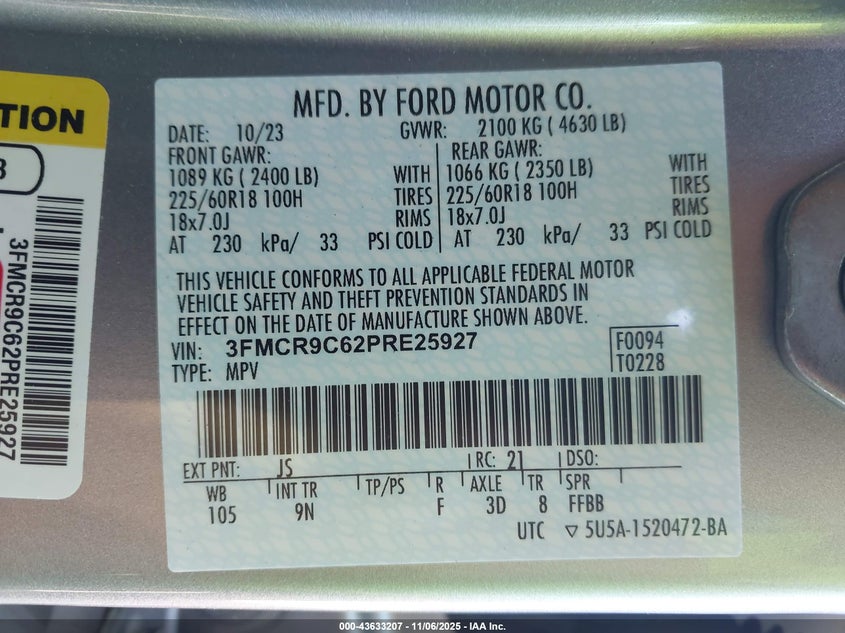 TION
3
3FMCR9C62PRE25927
MFD. BY FORD MOTOR CO.
DATE: 10/23 GVWR: 2100 KG ( 4630 LB)
FRONT GAWR: REAR GAWR:
1089 KG ( 2400 LB) WITH 1066 KG ( 2350 LB) WITH
225/60R18 100H TIRES 225/60R18 100H TIRES
18x7.0J RIMS 18x7.0J RIMS
AT 230 kPa/ 33 PSI COLD AT 230 kPa/ 33 PSI COLD
THIS VEHICLE CONFORMS TO ALL APPLICABLE FEDERAL MOTOR
VEHICLE SAFETY AND THEFT PREVENTION STANDARDS IN
EFFECT ON THE DATE OF MANUFACTURE SHOWN ABOVE.
VIN: 3FMCR9C62PRE25927 F0094
TYPE: MPV T0228
EXT PNT: JS RC: 21 DSO:
WB INT TR TP/PS R AXLE TR SPR
105 9N F 3D 8 FFBB
UTC ▽ 5U5A-1520472-BA
000-43633207 - 11/06/2025 - IAA Inc.